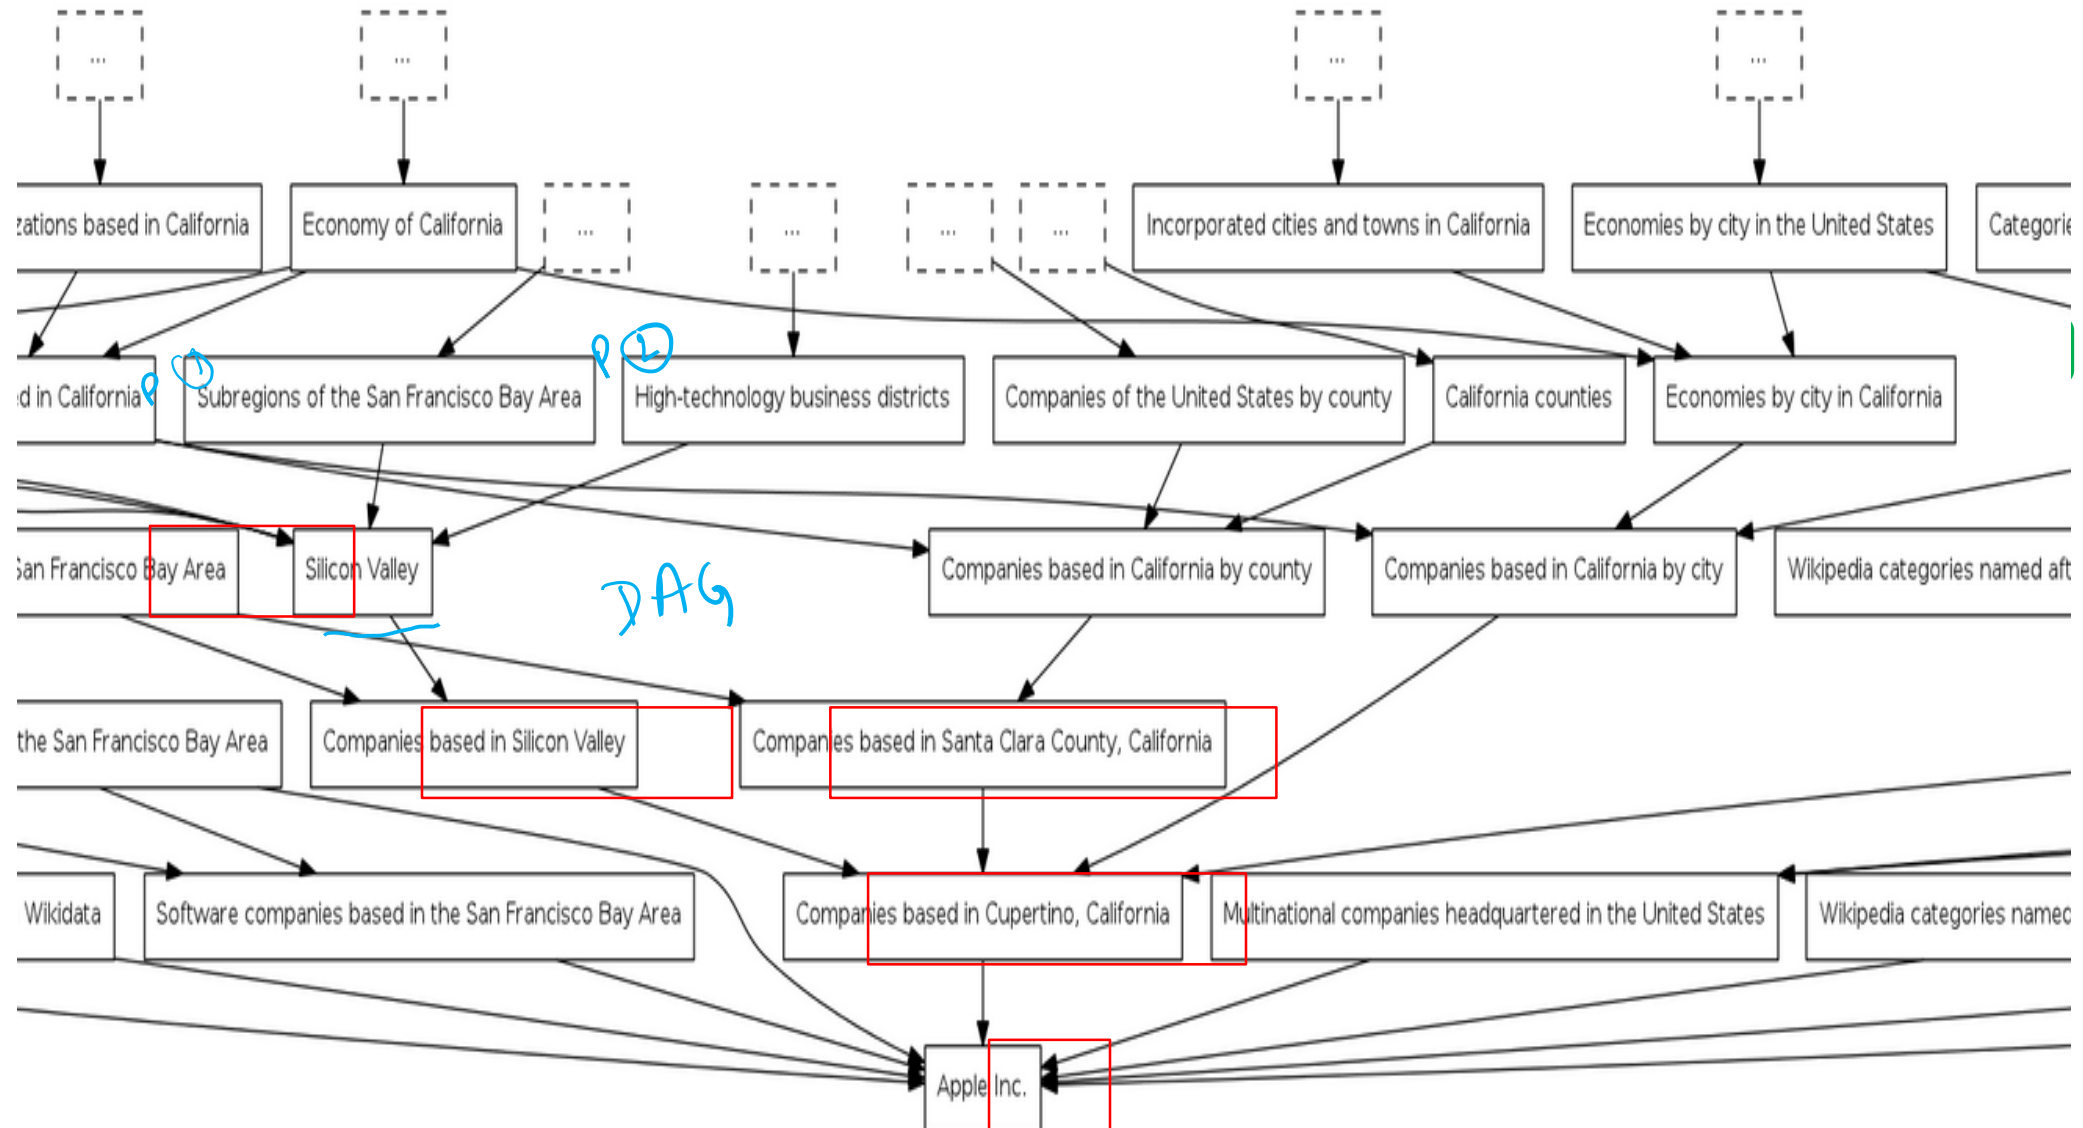 ... ... ... ...
zations based in California Economy of California ... ... ... ... Incorporated cities and towns in California Economies by city in the United States Categorie
P 1 P 2
d in California Subregions of the San Francisco Bay Area High-technology business districts Companies of the United States by county California counties Economies by city in California
San Francisco Bay Area Silicon Valley Companies based in California by county Companies based in California by city Wikipedia categories named aft
DAG
the San Francisco Bay Area Companies based in Silicon Valley Companies based in Santa Clara County, California
Wikidata Software companies based in the San Francisco Bay Area Companies based in Cupertino, California Multinational companies headquartered in the United States Wikipedia categories named
Apple Inc.